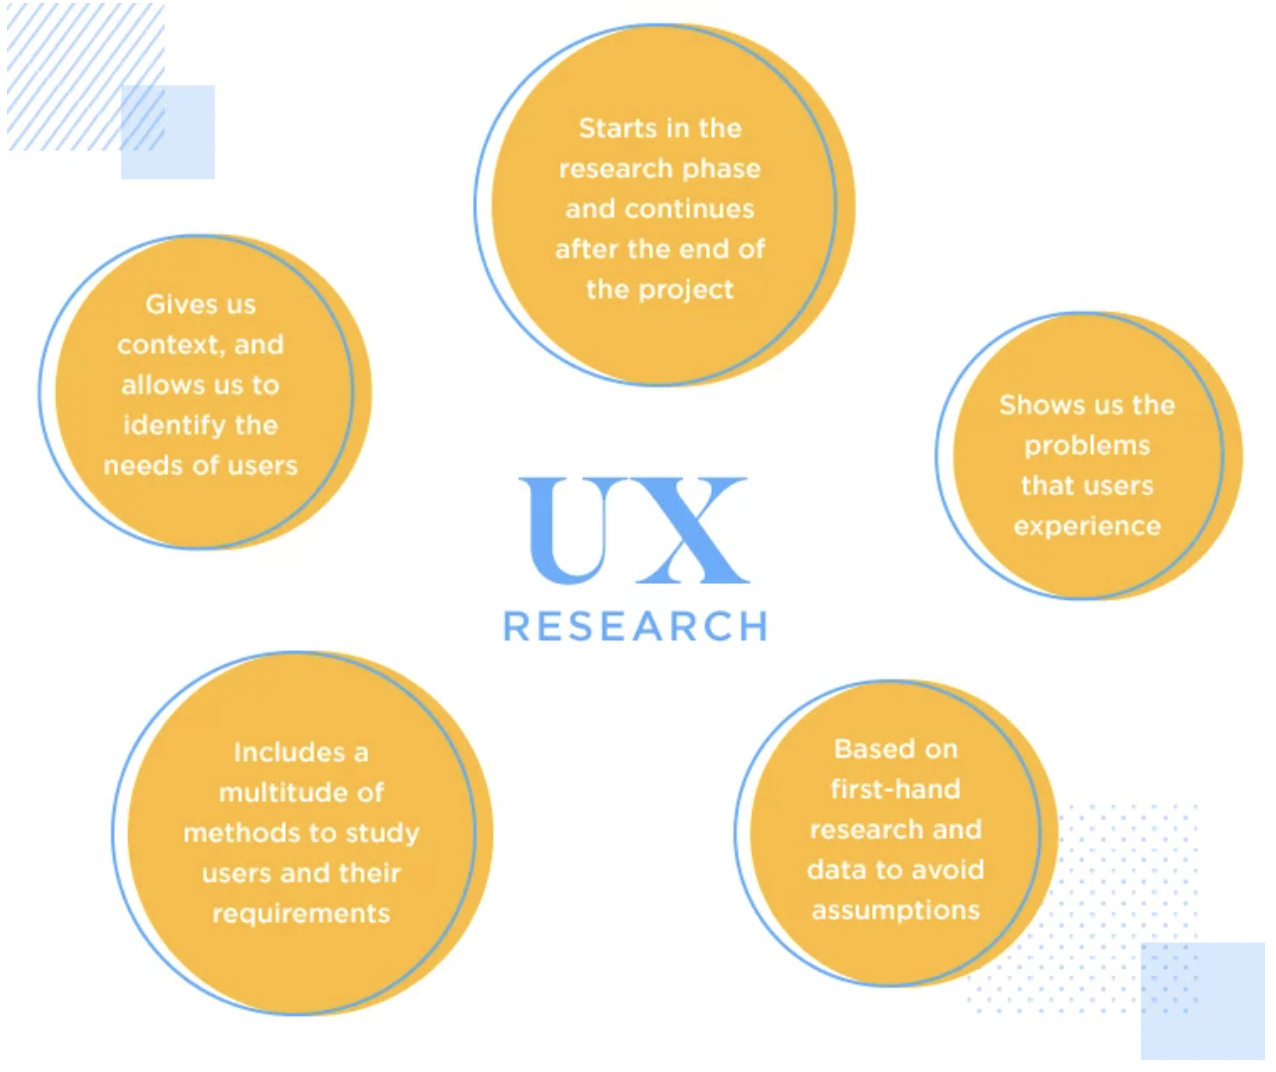 Starts in the
research phase
and continues
after the end of
the project
Gives us
context, and
allows us to
identify the
needs of users
Shows us the
problems
that users
experience
UX
RESEARCH
Includes a
multitude of
methods to study
users and their
requirements
Based on
first-hand
research and
data to avoid
assumptions